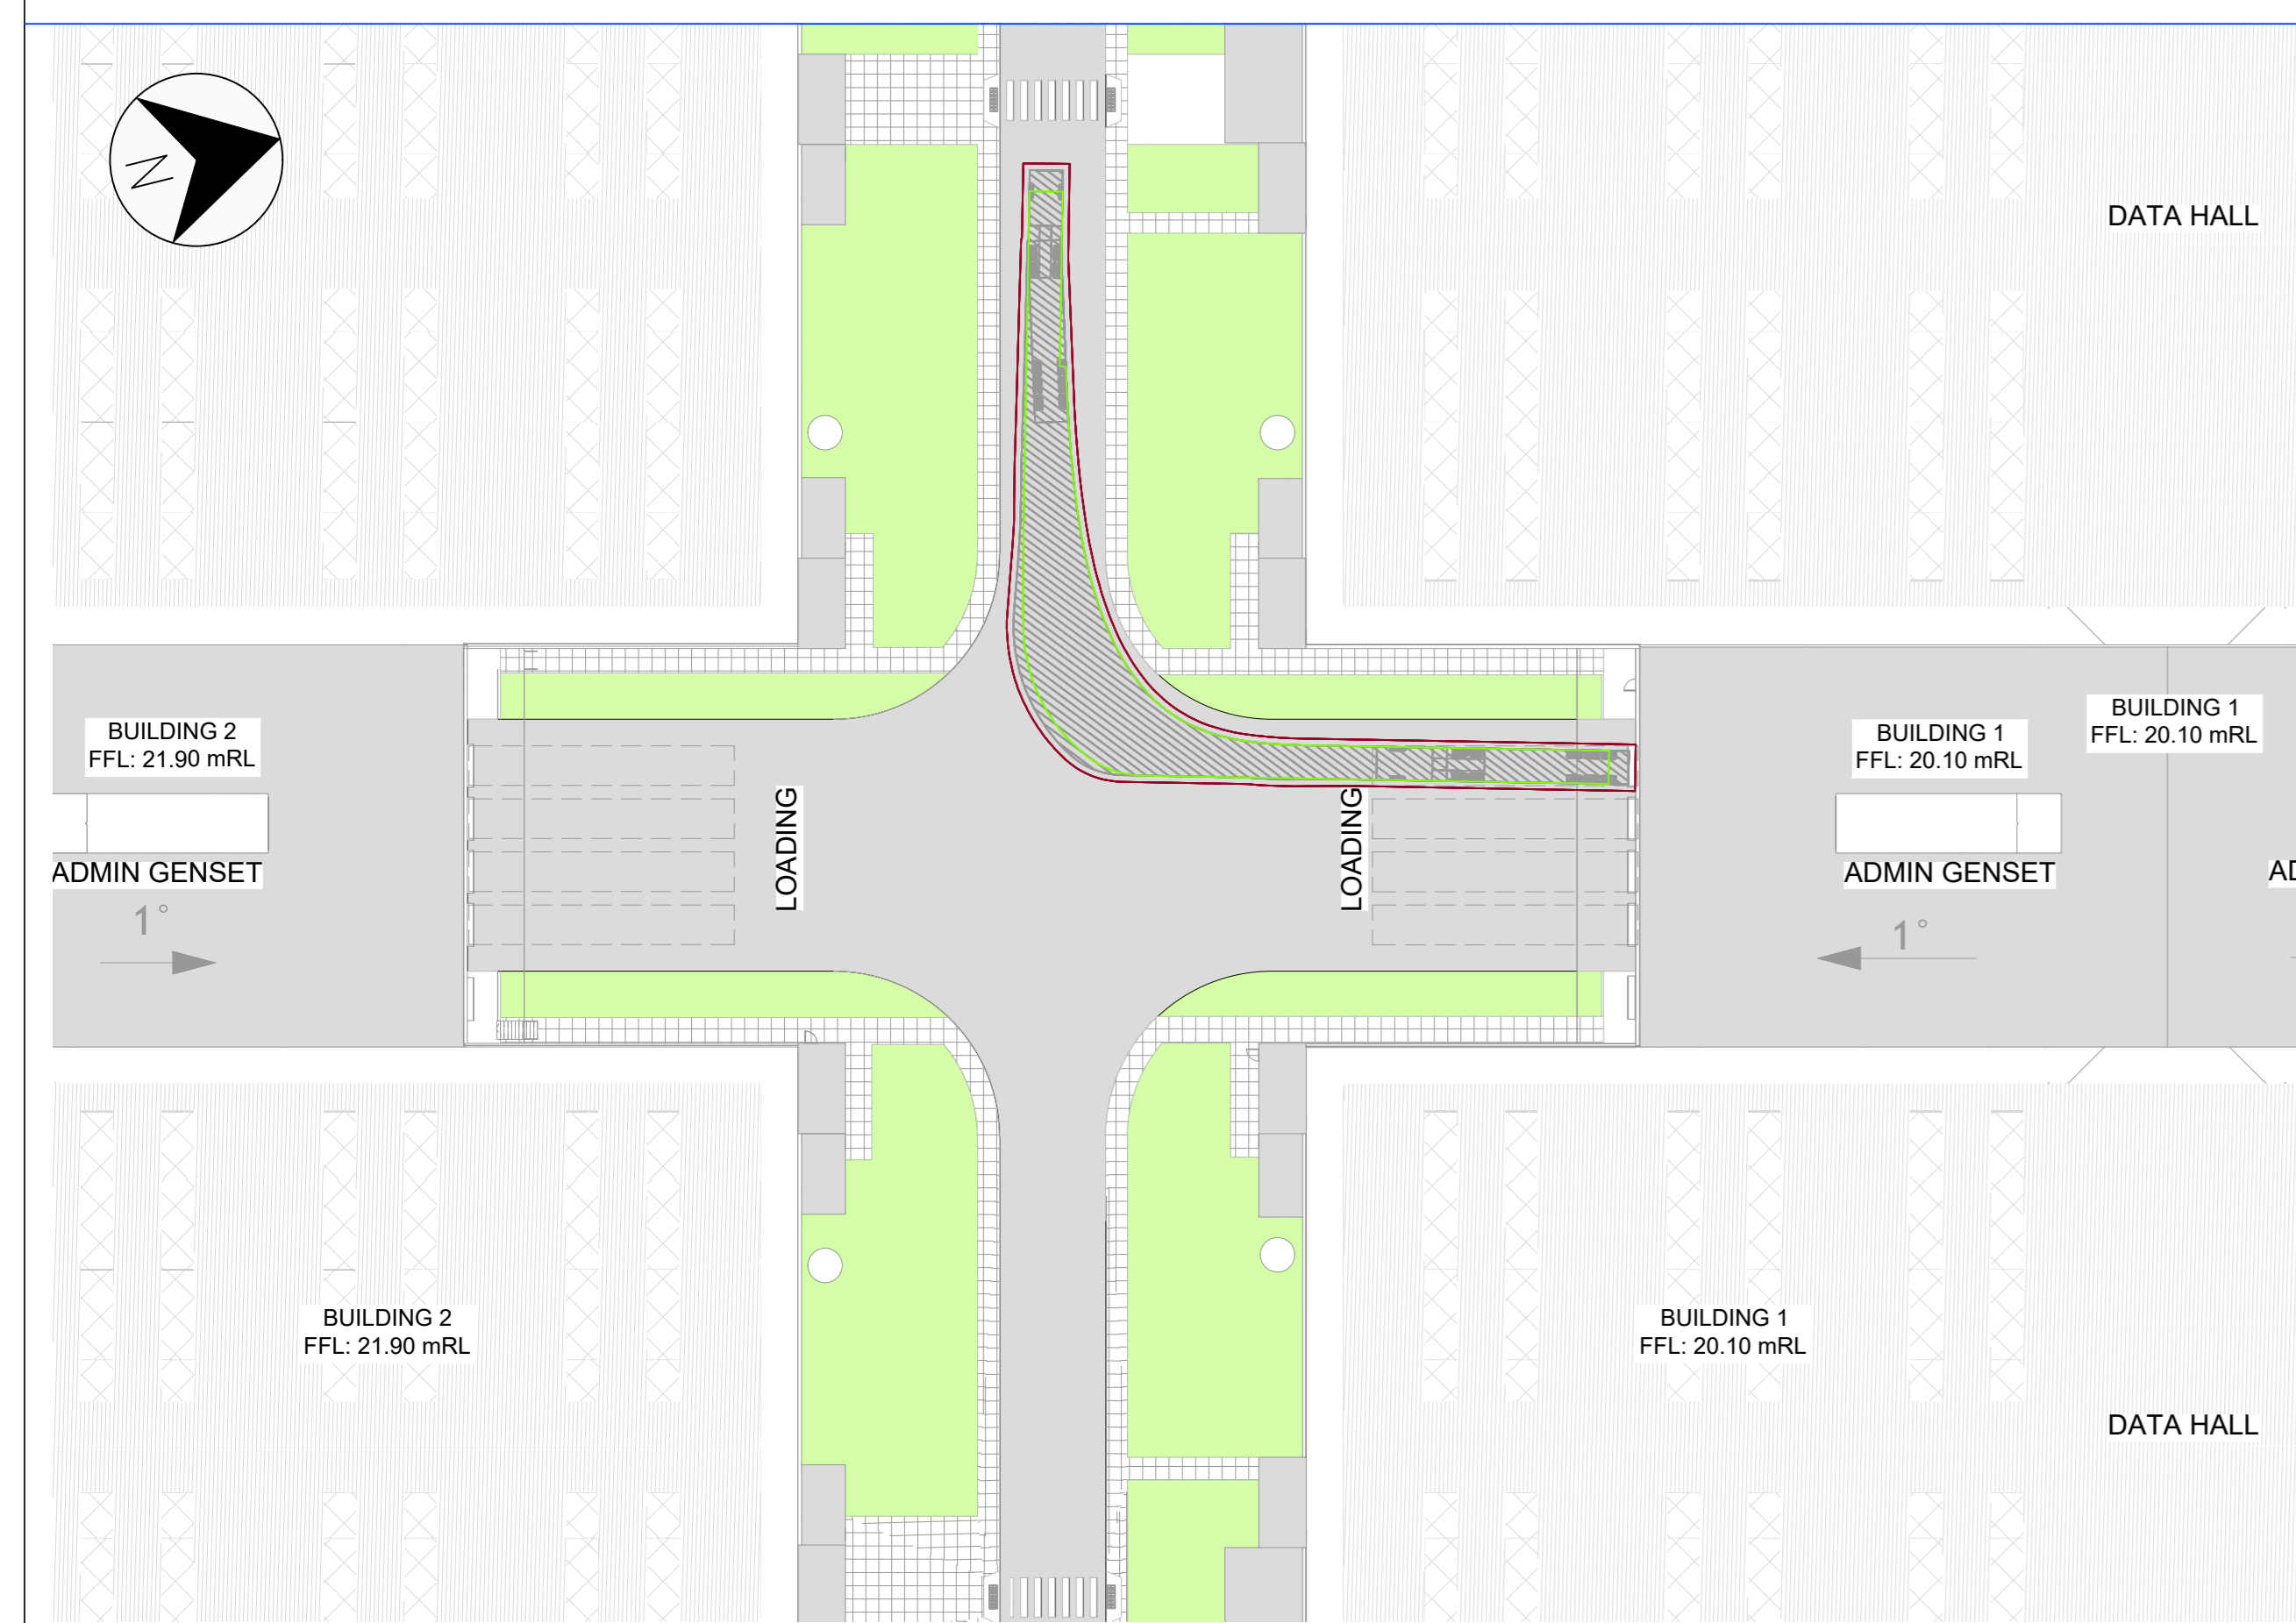 N
DATA HALL
BUILDING 2
FFL: 21.90 mRL
BUILDING 1
FFL: 20.10 mRL
BUILDING 1
FFL: 20.10 mRL
LOADING
LOADING
ADMIN GENSET
ADMIN GENSET
AD
1°
1°
BUILDING 2
FFL: 21.90 mRL
BUILDING 1
FFL: 20.10 mRL
DATA HALL